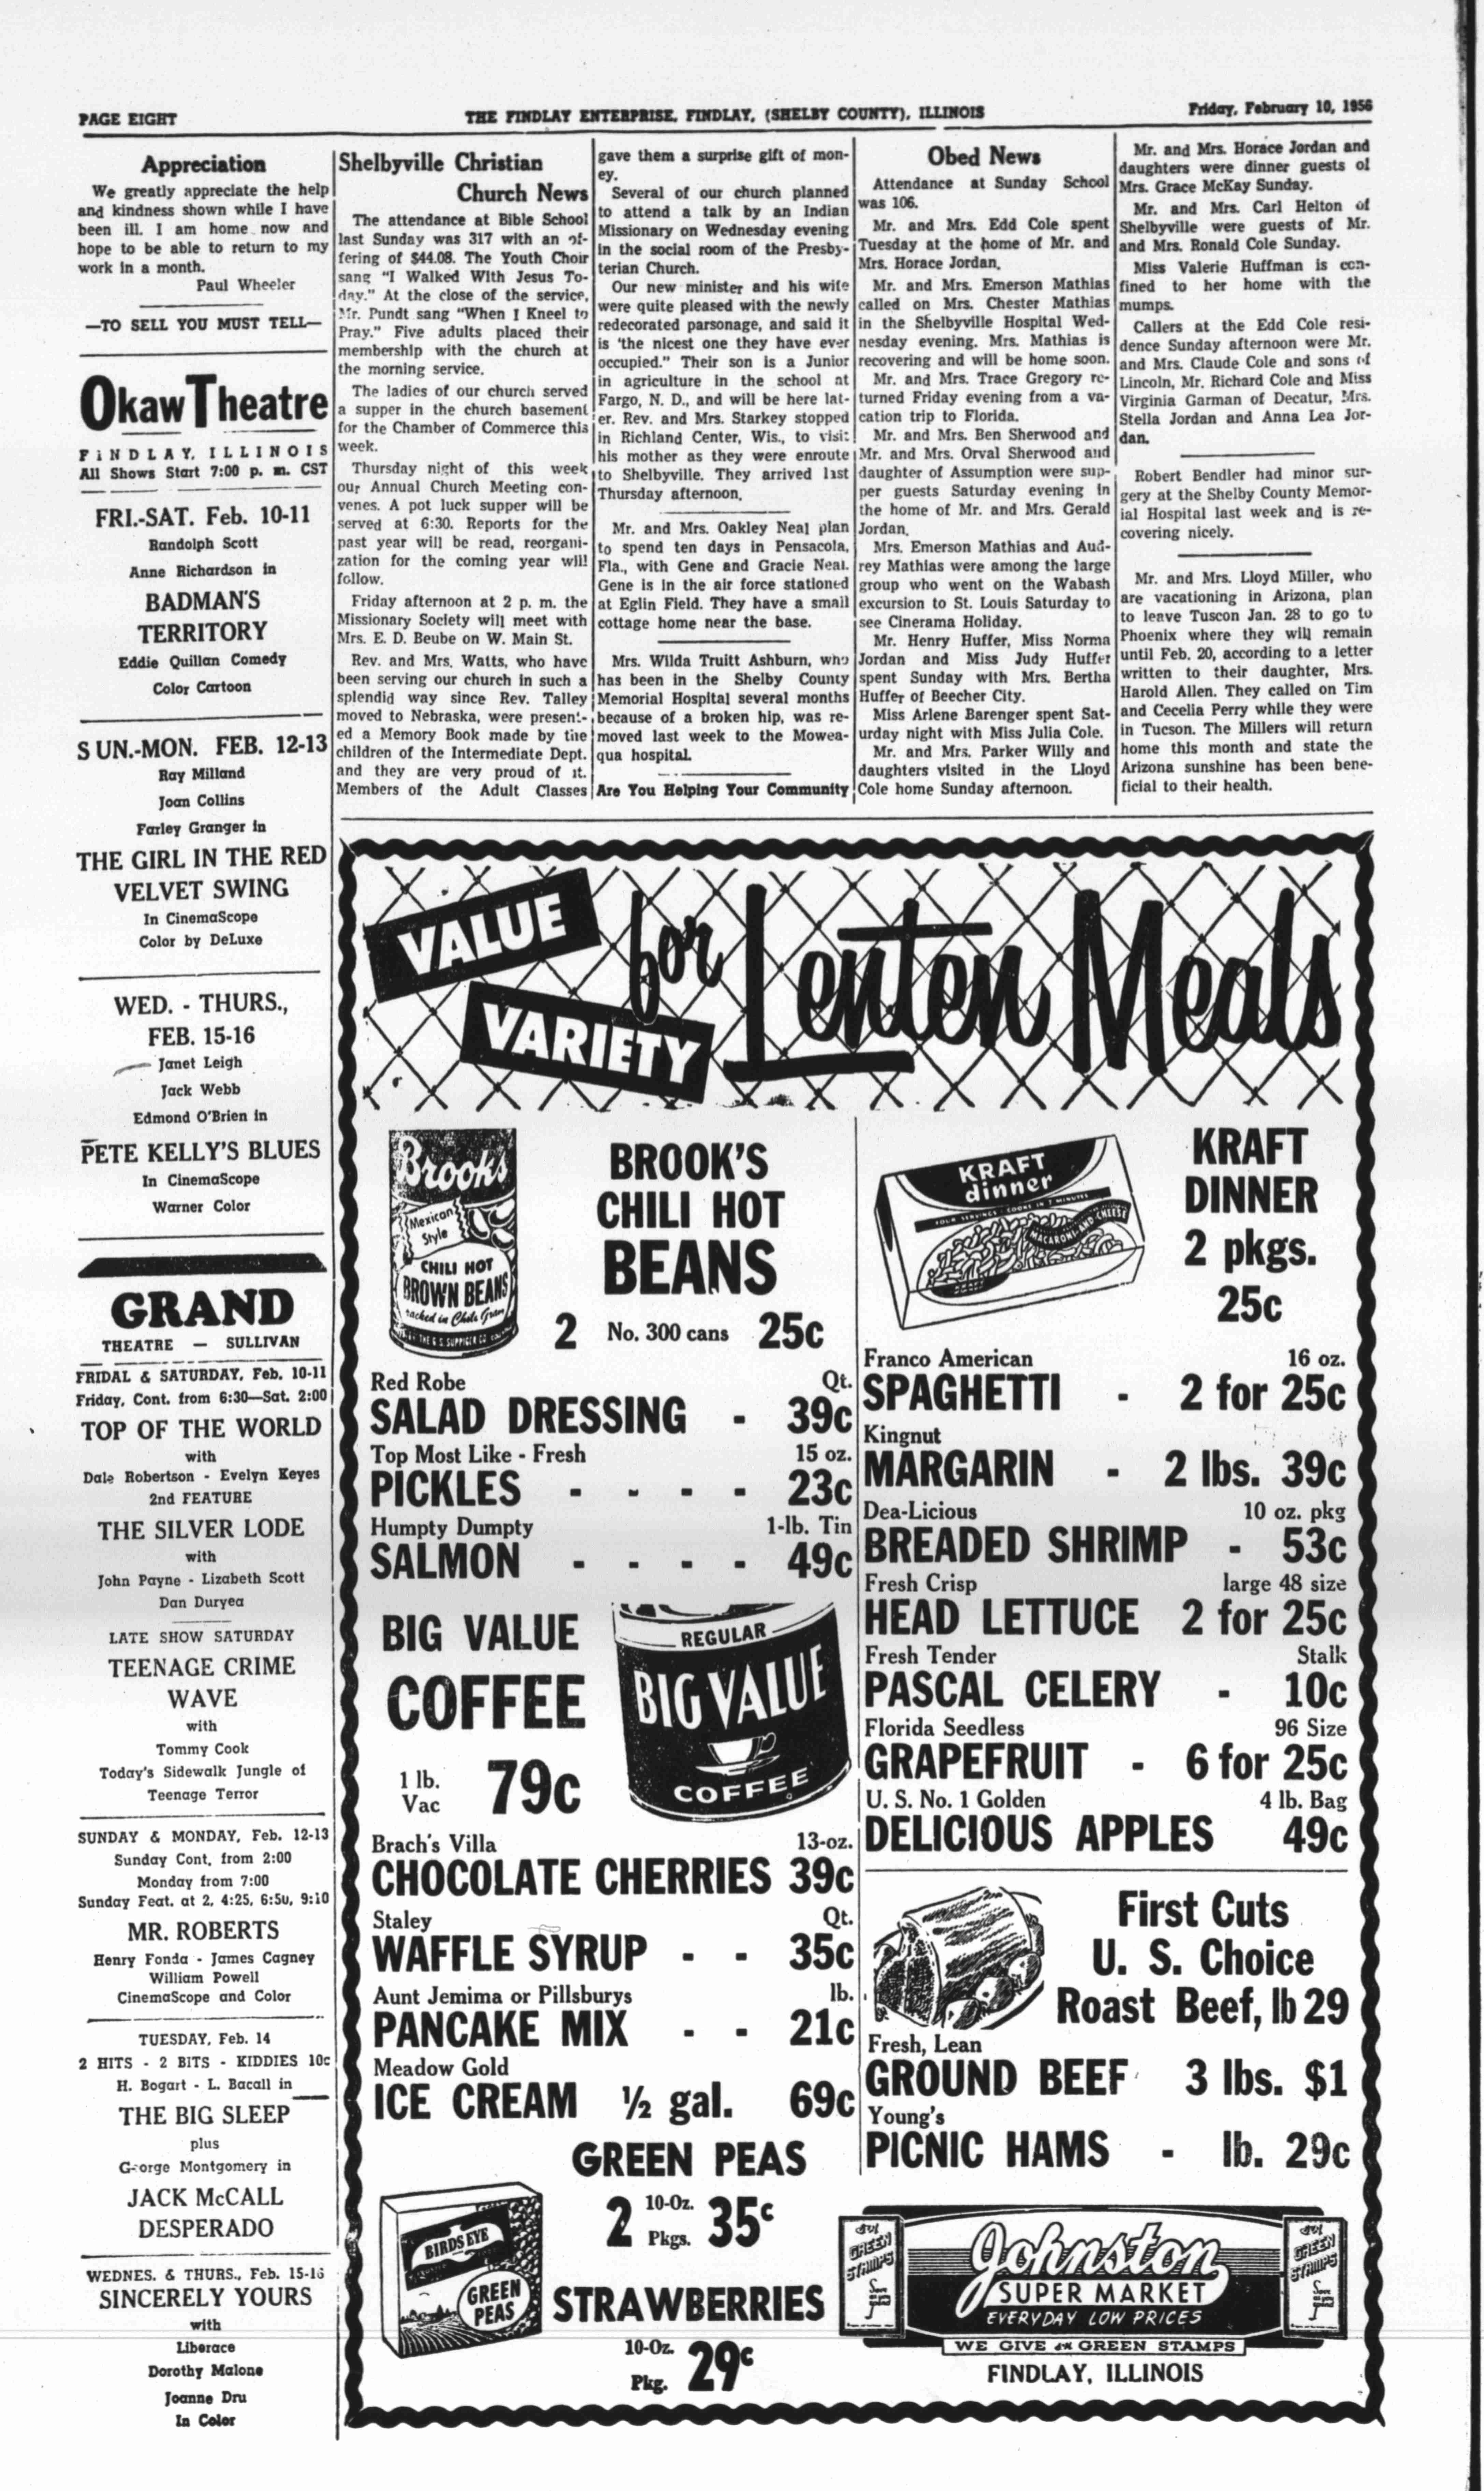 PAGE EIGHT
THE FINDLAY ENTERPRISE, FINDLAY, (SHELBY COUNTY), ILLINOIS
Friday, February 10, 1956
Appreciation
We greatly appreciate the help
and kindness shown while I have
been ill. I am home now and
hope to be able to return to my
work in a month.
Paul Wheeler
—TO SELL YOU MUST TELL—
Okaw Theatre
FINDLAY, ILLINOIS
All Shows Start 7:00 p. m. CST
FRI.-SAT. Feb. 10-11
Randolph Scott
Anne Richardson in
BADMAN'S
TERRITORY
Eddie Quillan Comedy
Color Cartoon
SUN.-MON. FEB. 12-13
Ray Milland
Joan Collins
Farley Granger in
THE GIRL IN THE RED
VELVET SWING
In CinemaScope
Color by DeLuxe
WED. - THURS.,
FEB. 15-16
Janet Leigh
Jack Webb
Edmond O'Brien in
PETE KELLY'S BLUES
In CinemaScope
Warner Color
GRAND
THEATRE — SULLIVAN
FRIDAL & SATURDAY, Feb. 10-11
Friday, Cont. from 6:30—Sat. 2:00
TOP OF THE WORLD
with
Dale Robertson - Evelyn Keyes
2nd FEATURE
THE SILVER LODE
with
John Payne - Lizabeth Scott
Dan Duryea
LATE SHOW SATURDAY
TEENAGE CRIME
WAVE
with
Tommy Cook
Today's Sidewalk Jungle of
Teenage Terror
SUNDAY & MONDAY, Feb. 12-13
Sunday Cont. from 2:00
Monday from 7:00
Sunday Feat. at 2, 4:25, 6:50, 9:10
MR. ROBERTS
Henry Fonda - James Cagney
William Powell
CinemaScope and Color
TUESDAY, Feb. 14
2 HITS - 2 BITS - KIDDIES 10c
H. Bogart - L. Bacall in
THE BIG SLEEP
plus
George Montgomery in
JACK McCALL
DESPERADO
WEDNES. & THURS., Feb. 15-16
SINCERELY YOURS
with
Liberace
Dorothy Malone
Joanne Dru
In Color
Shelbyville Christian
Church News
The attendance at Bible School
last Sunday was 317 with an of-
fering of $44.08. The Youth Choir
sang "I Walked With Jesus To-
day." At the close of the service,
Mr. Pundt sang "When I Kneel to
Pray." Five adults placed their
membership with the church at
the morning service.
The ladies of our church served
a supper in the church basement
for the Chamber of Commerce this
week.
Thursday night of this week
our Annual Church Meeting con-
venes. A pot luck supper will be
served at 6:30. Reports for the
past year will be read, reorgani-
zation for the coming year will
follow.
Friday afternoon at 2 p. m. the
Missionary Society will meet with
Mrs. E. D. Beube on W. Main St.
Rev. and Mrs. Watts, who have
been serving our church in such a
splendid way since Rev. Talley
moved to Nebraska, were present-
ed a Memory Book made by the
children of the Intermediate Dept.
and they are very proud of it.
Members of the Adult Classes
gave them a surprise gift of mon-
ey.
Several of our church planned
to attend a talk by an Indian
Missionary on Wednesday evening
in the social room of the Presby-
terian Church.
Our new minister and his wife
were quite pleased with the newly
redecorated parsonage, and said it
is 'the nicest one they have ever
occupied." Their son is a Junior
in agriculture in the school at
Fargo, N. D., and will be here lat-
er. Rev. and Mrs. Starkey stopped
in Richland Center, Wis., to visit
his mother as they were enroute
to Shelbyville. They arrived last
Thursday afternoon.
Mr. and Mrs. Oakley Neal plan
to spend ten days in Pensacola,
Fla., with Gene and Gracie Neal.
Gene is in the air force stationed
at Eglin Field. They have a small
cottage home near the base.
Mrs. Wilda Truitt Ashburn, who
has been in the Shelby County
Memorial Hospital several months
because of a broken hip, was re-
moved last week to the Mowea-
qua hospital.
Are You Helping Your Community
Obed News
Attendance at Sunday School
was 106.
Mr. and Mrs. Edd Cole spent
Tuesday at the home of Mr. and
Mrs. Horace Jordan.
Mr. and Mrs. Emerson Mathias
called on Mrs. Chester Mathias
in the Shelbyville Hospital Wed-
nesday evening. Mrs. Mathias is
recovering and will be home soon.
Mr. and Mrs. Trace Gregory re-
turned Friday evening from a va-
cation trip to Florida.
Mr. and Mrs. Ben Sherwood and
Mr. and Mrs. Orval Sherwood and
daughter of Assumption were sup-
per guests Saturday evening in
the home of Mr. and Mrs. Gerald
Jordan.
Mrs. Emerson Mathias and Aud-
rey Mathias were among the large
group who went on the Wabash
excursion to St. Louis Saturday to
see Cinerama Holiday.
Mr. Henry Huffer, Miss Norma
Jordan and Miss Judy Huffer
spent Sunday with Mrs. Bertha
Huffer of Beecher City.
Miss Arlene Barenger spent Sat-
urday night with Miss Julia Cole.
Mr. and Mrs. Parker Willy and
daughters visited in the Lloyd
Cole home Sunday afternoon.
Mr. and Mrs. Horace Jordan and
daughters were dinner guests of
Mrs. Grace McKay Sunday.
Mr. and Mrs. Carl Helton of
Shelbyville were guests of Mr.
and Mrs. Ronald Cole Sunday.
Miss Valerie Huffman is con-
fined to her home with the
mumps.
Callers at the Edd Cole resi-
dence Sunday afternoon were Mr.
and Mrs. Claude Cole and sons of
Lincoln, Mr. Richard Cole and Miss
Virginia Garman of Decatur, Mrs.
Stella Jordan and Anna Lea Jor-
dan.
Robert Bendler had minor sur-
gery at the Shelby County Memor-
ial Hospital last week and is re-
covering nicely.
Mr. and Mrs. Lloyd Miller, who
are vacationing in Arizona, plan
to leave Tuscon Jan. 28 to go to
Phoenix where they will remain
until Feb. 20, according to a letter
written to their daughter, Mrs.
Harold Allen. They called on Tim
and Cecelia Perry while they were
in Tucson. The Millers will return
home this month and state the
Arizona sunshine has been bene-
ficial to their health.
VALUE
VARIETY
for Lenten Meals
Brooks
Mexican
Style
CHILI HOT
BROWN BEANS
BROOK'S
CHILI HOT
BEANS
2 No. 300 cans 25c
Red Robe Qt.
SALAD DRESSING - 39c
Top Most Like - Fresh 15 oz.
PICKLES - - - - 23c
Humpty Dumpty 1-lb. Tin
SALMON - - - - 49c
BIG VALUE
COFFEE
1 lb.
Vac 79c
REGULAR
BIG VALUE
COFFEE
Brach's Villa 13-oz.
CHOCOLATE CHERRIES 39c
Staley Qt.
WAFFLE SYRUP - - 35c
Aunt Jemima or Pillsburys lb.
PANCAKE MIX - - 21c
Meadow Gold
ICE CREAM ½ gal. 69c
GREEN PEAS
2 10-Oz. Pkgs. 35c
BIRDS EYE
GREEN
PEAS
STRAWBERRIES
10-Oz.
Pkg. 29c
KRAFT
dinner
FOUR SERVINGS - COOKS IN 7 MINUTES
MACARONI AND CHEESE
KRAFT
DINNER
2 pkgs.
25c
Franco American 16 oz.
SPAGHETTI - 2 for 25c
Kingnut
MARGARIN - 2 lbs. 39c
Dea-Licious 10 oz. pkg
BREADED SHRIMP - 53c
Fresh Crisp large 48 size
HEAD LETTUCE 2 for 25c
Fresh Tender Stalk
PASCAL CELERY - 10c
Florida Seedless 96 Size
GRAPEFRUIT - 6 for 25c
U. S. No. 1 Golden 4 lb. Bag
DELICIOUS APPLES 49c
First Cuts
U. S. Choice
Roast Beef, lb 29
Fresh, Lean
GROUND BEEF 3 lbs. $1
Young's
PICNIC HAMS - lb. 29c
GREEN
STAMPS
Johnston
SUPER MARKET
EVERYDAY LOW PRICES
GREEN
STAMPS
WE GIVE GREEN STAMPS
FINDLAY, ILLINOIS